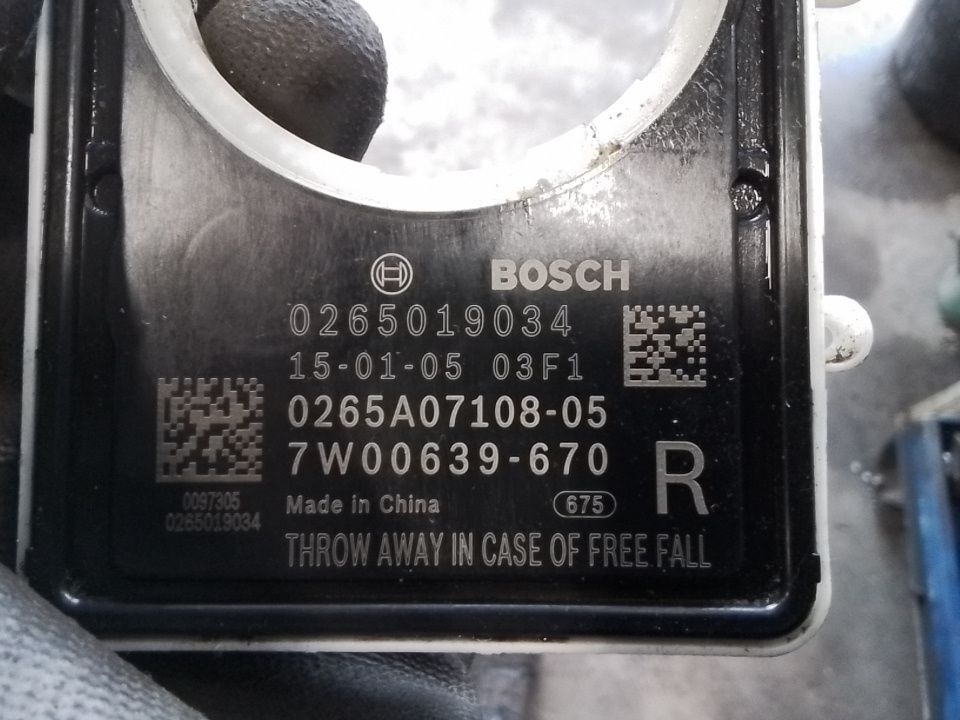 BOSCH
0265019034
15-01-05 03F1
0265A07108-05
7W00639-670
R
0097305
0265019034
Made in China
675
THROW AWAY IN CASE OF FREE FALL